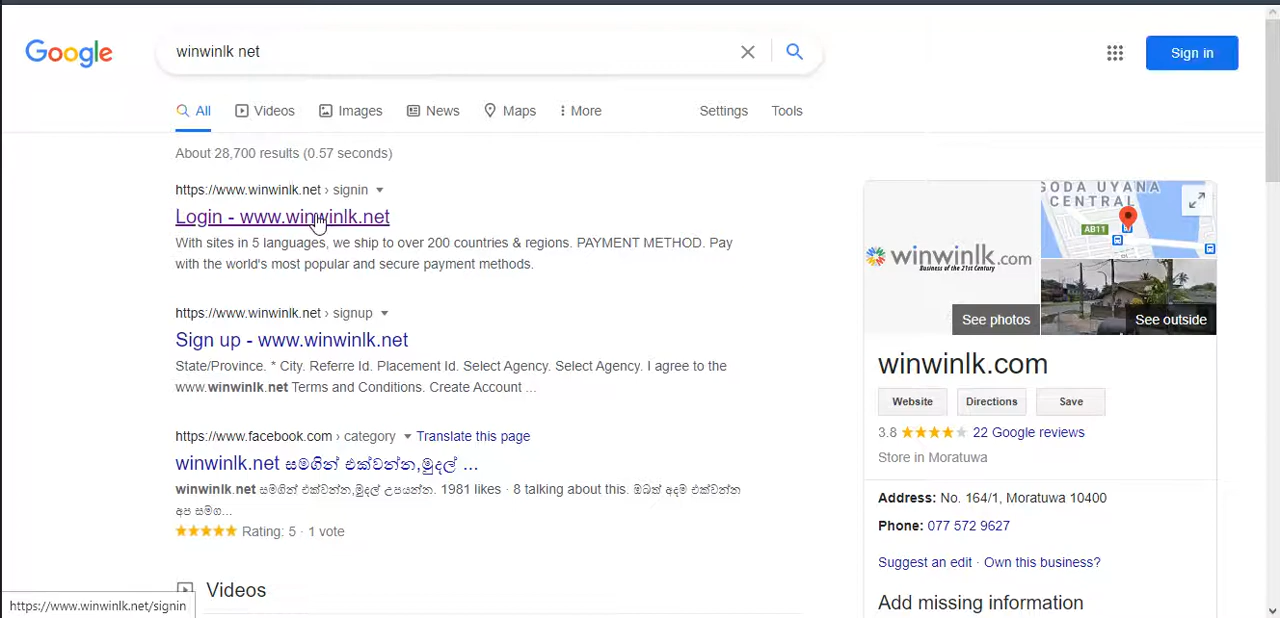 Google
winwinlk net
Sign in
All
Videos
Images
News
Maps
More
Settings
Tools
About 28,700 results (0.57 seconds)
https://www.winwinlk.net › signin
Login - www.winwinlk.net
With sites in 5 languages, we ship to over 200 countries & regions. PAYMENT METHOD. Pay
with the world's most popular and secure payment methods.
https://www.winwinlk.net › signup
Sign up - www.winwinlk.net
State/Province. * City. Referre Id. Placement Id. Select Agency. Select Agency. I agree to the
www.winwinlk.net Terms and Conditions. Create Account ...
https://www.facebook.com › category
Translate this page
winwinlk.net සමගින් එක්වන්න,මුදල් ...
winwinlk.net සමගින් එක්වන්න,මුදල් උපයන්න. 1981 likes · 8 talking about this. ඔබත් අදම එක්වන්න
අප සමග...
Rating: 5 · 1 vote
Videos
https://www.winwinlk.net/signin
winwinlk.com
Business of the 21st Century
See photos
GODA UYANA
CENTRAL
AB11
See outside
winwinlk.com
Website
Directions
Save
3.8
22 Google reviews
Store in Moratuwa
Address: No. 164/1, Moratuwa 10400
Phone: 077 572 9627
Suggest an edit · Own this business?
Add missing information